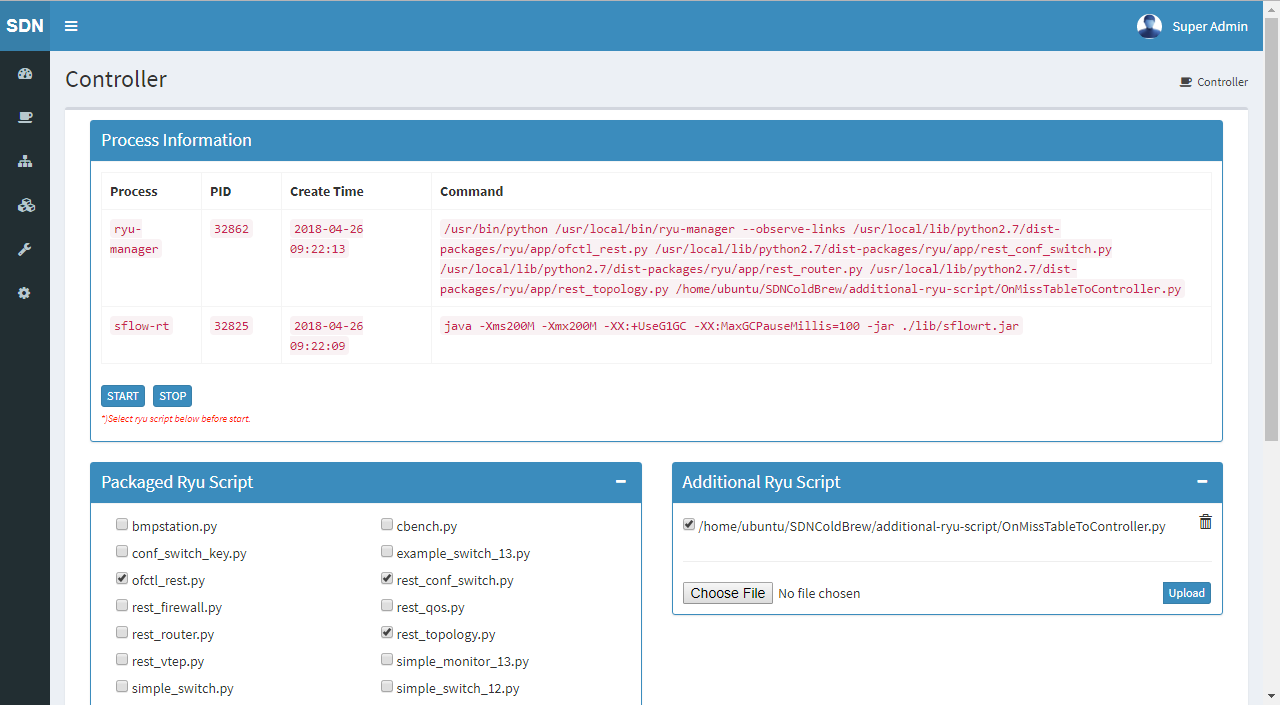 SDN
Super Admin
Controller
Controller
Process Information
Process PID Create Time Command
ryu-
manager
32862
2018-04-26
09:22:13
/usr/bin/python /usr/local/bin/ryu-manager --observe-links /usr/local/lib/python2.7/dist-
packages/ryu/app/ofctl_rest.py /usr/local/lib/python2.7/dist-packages/ryu/app/rest_conf_switch.py
/usr/local/lib/python2.7/dist-packages/ryu/app/rest_router.py /usr/local/lib/python2.7/dist-
packages/ryu/app/rest_topology.py /home/ubuntu/SDNColdBrew/additional-ryu-script/OnMissTableToController.py
sflow-rt
32825
2018-04-26
09:22:09
java -Xms200M -Xmx200M -XX:+UseG1GC -XX:MaxGCPauseMillis=100 -jar ./lib/sflowrt.jar
START STOP
*)Select ryu script below before start.
Packaged Ryu Script
bmpstation.py cbench.py
conf_switch_key.py example_switch_13.py
ofctl_rest.py rest_conf_switch.py
rest_firewall.py rest_qos.py
rest_router.py rest_topology.py
rest_vtep.py simple_monitor_13.py
simple_switch.py simple_switch_12.py
Additional Ryu Script
/home/ubuntu/SDNColdBrew/additional-ryu-script/OnMissTableToController.py
Choose File No file chosen Upload